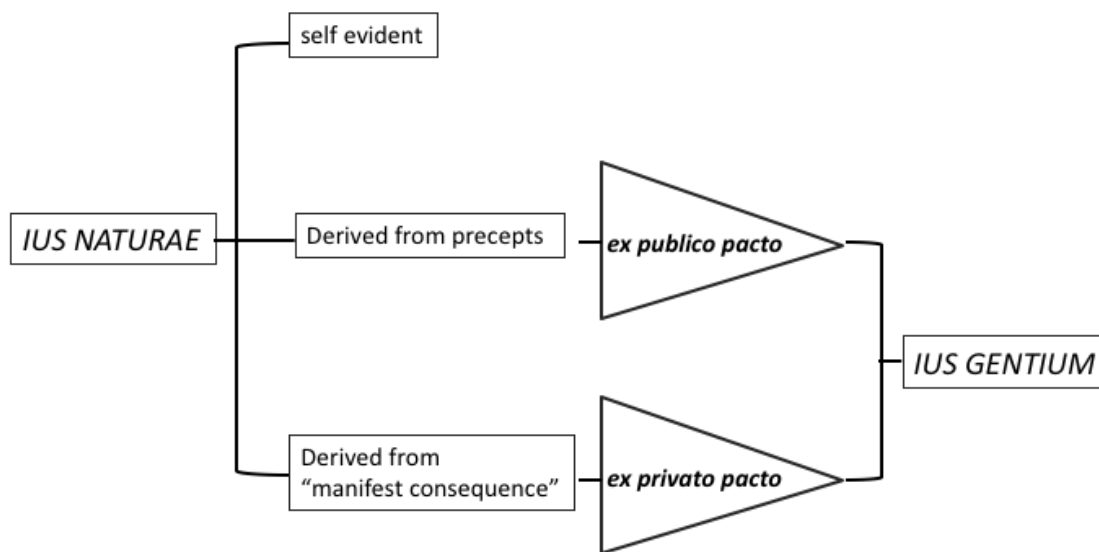 self evident
IUS NATURAE
Derived from precepts
ex publico pacto
IUS GENTIUM
Derived from
“manifest consequence”
ex privato pacto